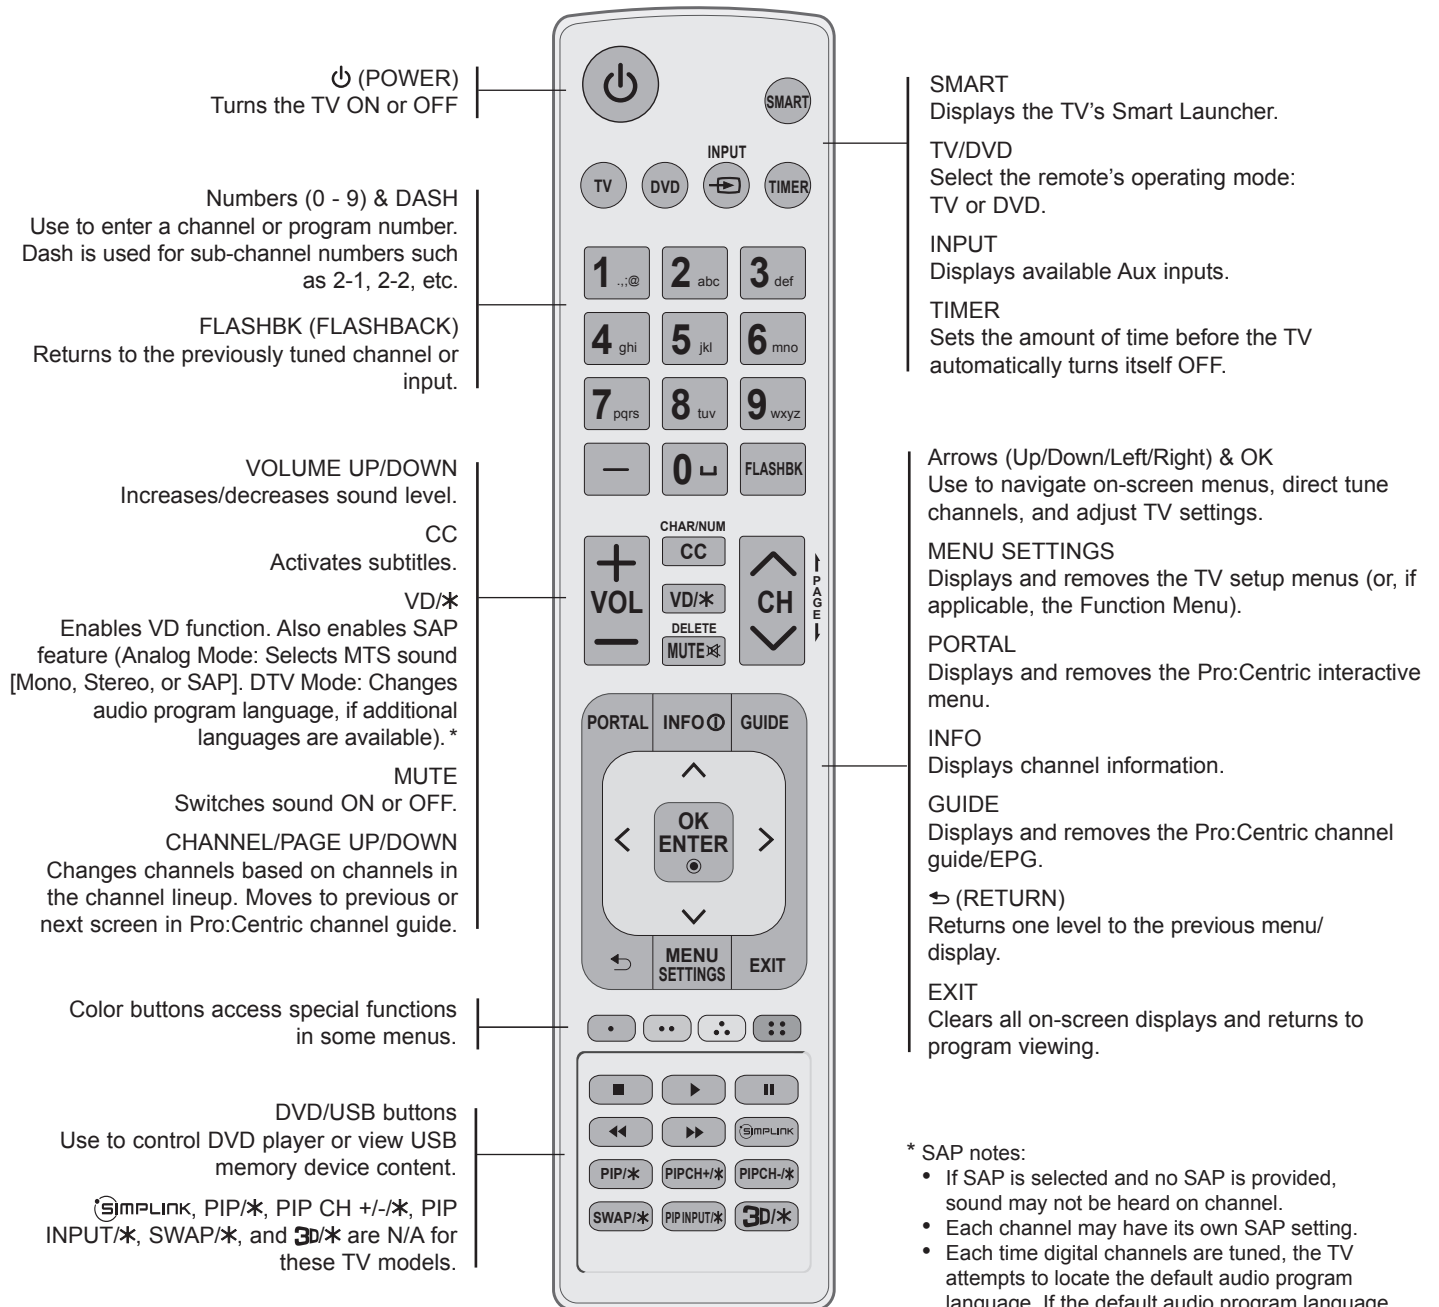 (POWER)
Turns the TV ON or OFF
Numbers (0 - 9) & DASH
Use to enter a channel or program number.
Dash is used for sub-channel numbers such
as 2-1, 2-2, etc.
FLASHBK (FLASHBACK)
Returns to the previously tuned channel or
input.
VOLUME UP/DOWN
Increases/decreases sound level.
CC
Activates subtitles.
VD/*
Enables VD function. Also enables SAP
feature (Analog Mode: Selects MTS sound
[Mono, Stereo, or SAP]. DTV Mode: Changes
audio program language, if additional
languages are available). *
MUTE
Switches sound ON or OFF.
CHANNEL/PAGE UP/DOWN
Changes channels based on channels in
the channel lineup. Moves to previous or
next screen in Pro:Centric channel guide.
Color buttons access special functions
in some menus.
DVD/USB buttons
Use to control DVD player or view USB
memory device content.
SIMPLINK, PIP/*, PIP CH +/-/*, PIP
INPUT/*, SWAP/*, and 3D/* are N/A for
these TV models.
SMART
INPUT
TV DVD TIMER
1 .,;@ 2 abc 3 def
4 ghi 5 jkl 6 mno
7 pqrs 8 tuv 9 wxyz
— 0 FLASHBK
CHAR/NUM
CC
+ VOL —
VD/*
DELETE
MUTE
CH
PAGE
PORTAL INFO GUIDE
OK
ENTER
MENU
SETTINGS
EXIT
SIMPLINK
PIP/* PIPCH+/* PIPCH-/*
SWAP/* PIP INPUT/* 3D/*
SMART
Displays the TV's Smart Launcher.
TV/DVD
Select the remote's operating mode:
TV or DVD.
INPUT
Displays available Aux inputs.
TIMER
Sets the amount of time before the TV
automatically turns itself OFF.
Arrows (Up/Down/Left/Right) & OK
Use to navigate on-screen menus, direct tune
channels, and adjust TV settings.
MENU SETTINGS
Displays and removes the TV setup menus (or, if
applicable, the Function Menu).
PORTAL
Displays and removes the Pro:Centric interactive
menu.
INFO
Displays channel information.
GUIDE
Displays and removes the Pro:Centric channel
guide/EPG.
(RETURN)
Returns one level to the previous menu/
display.
EXIT
Clears all on-screen displays and returns to
program viewing.
* SAP notes:
• If SAP is selected and no SAP is provided,
sound may not be heard on channel.
• Each channel may have its own SAP setting.
• Each time digital channels are tuned, the TV
attempts to locate the default audio program
language. If the default audio program language